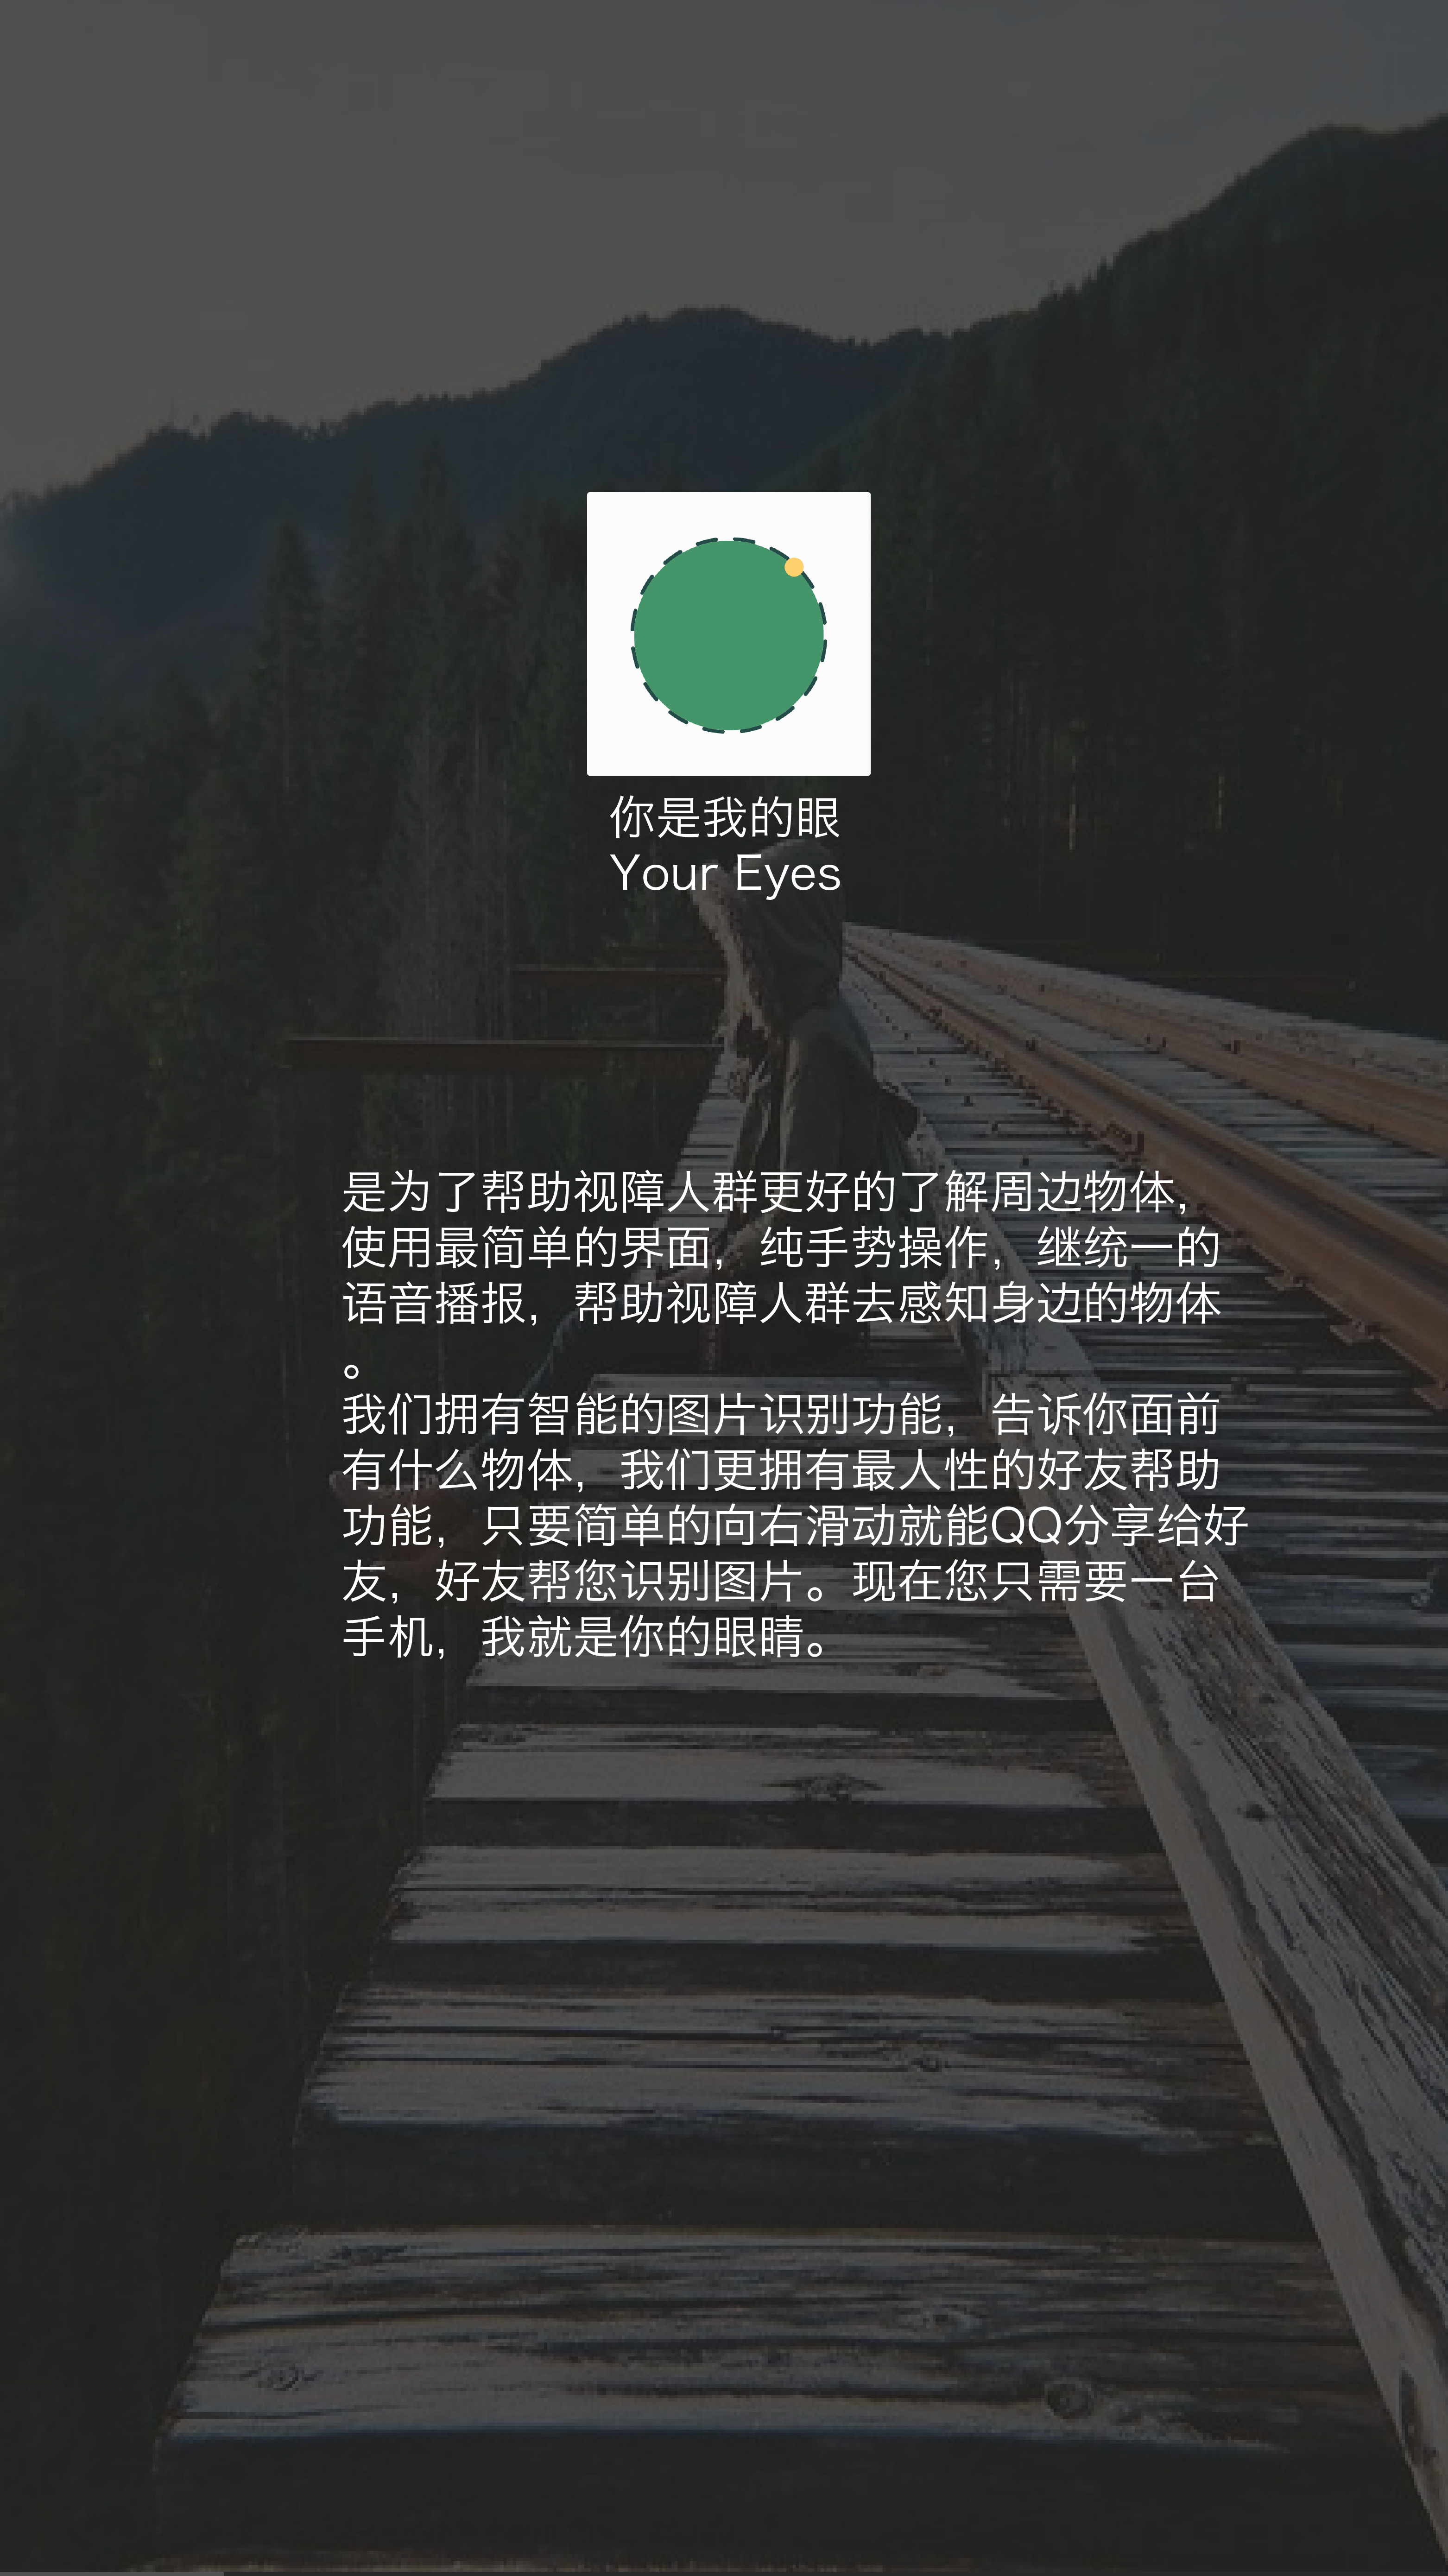 你是我的眼
Your Eyes
是为了帮助视障人群更好的了解周边物体，
使用最简单的界面，纯手势操作，继统一的
语音播报，帮助视障人群去感知身边的物体
。
我们拥有智能的图片识别功能，告诉你面前
有什么物体，我们更拥有最人性的好友帮助
功能，只要简单的向右滑动就能QQ分享给好
友，好友帮您识别图片。现在您只需要一台
手机，我就是你的眼睛。